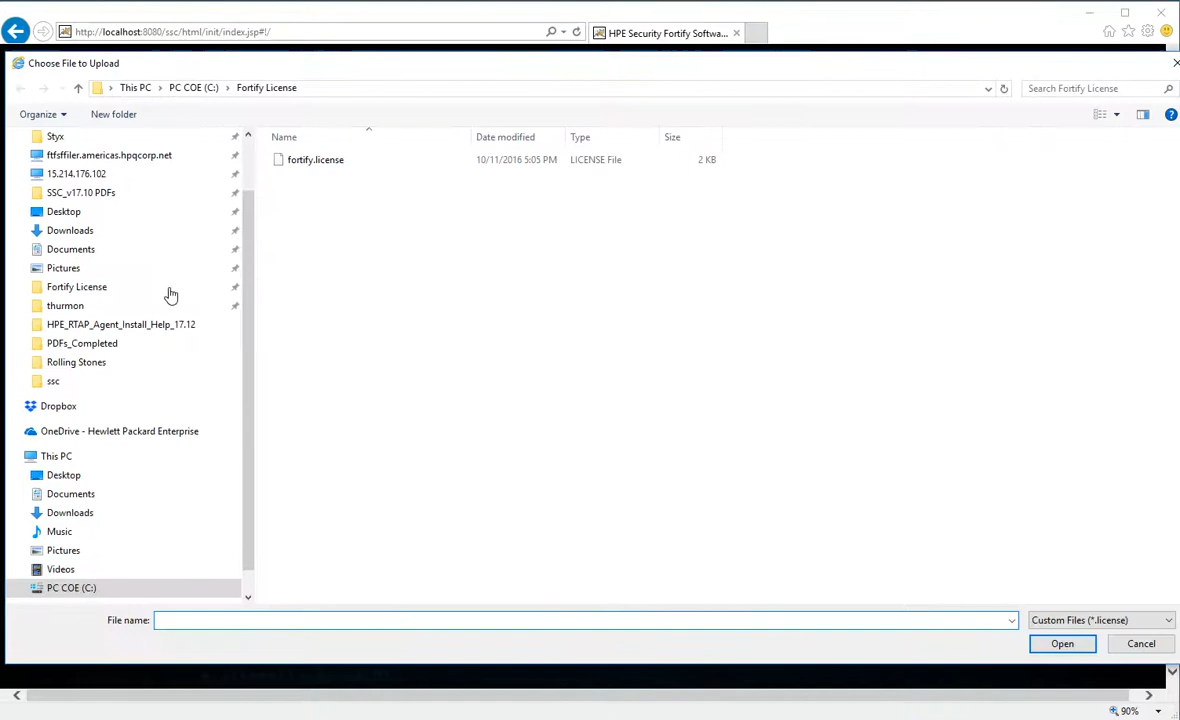 http://localhost:8080/ssc/html/init/index.jsp#!/
HPE Security Fortify Softwa...
Choose File to Upload
This PC
PC COE (C:)
Fortify License
Search Fortify License
Organize
New folder
Name
Date modified
Type
Size
fortify.license
10/11/2016 5:05 PM
LICENSE File
2 KB
Styx
ftfsffiler.americas.hpqcorp.net
15.214.176.102
SSC_v17.10 PDFs
Desktop
Downloads
Documents
Pictures
Fortify License
thurmon
HPE_RTAP_Agent_Install_Help_17.12
PDFs_Completed
Rolling Stones
ssc
Dropbox
OneDrive - Hewlett Packard Enterprise
This PC
Desktop
Documents
Downloads
Music
Pictures
Videos
PC COE (C:)
File name:
Custom Files (*.license)
Open
Cancel
90%